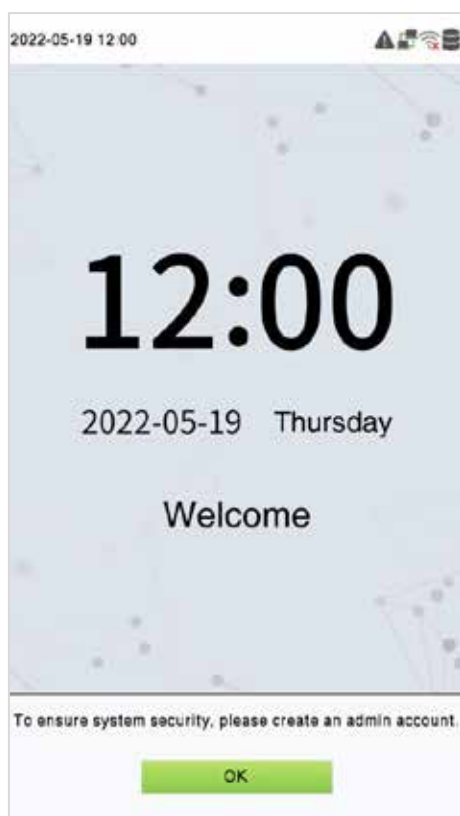 2022-05-19 12:00
12:00
2022-05-19 Thursday
Welcome
To ensure system security, please create an admin account.
OK